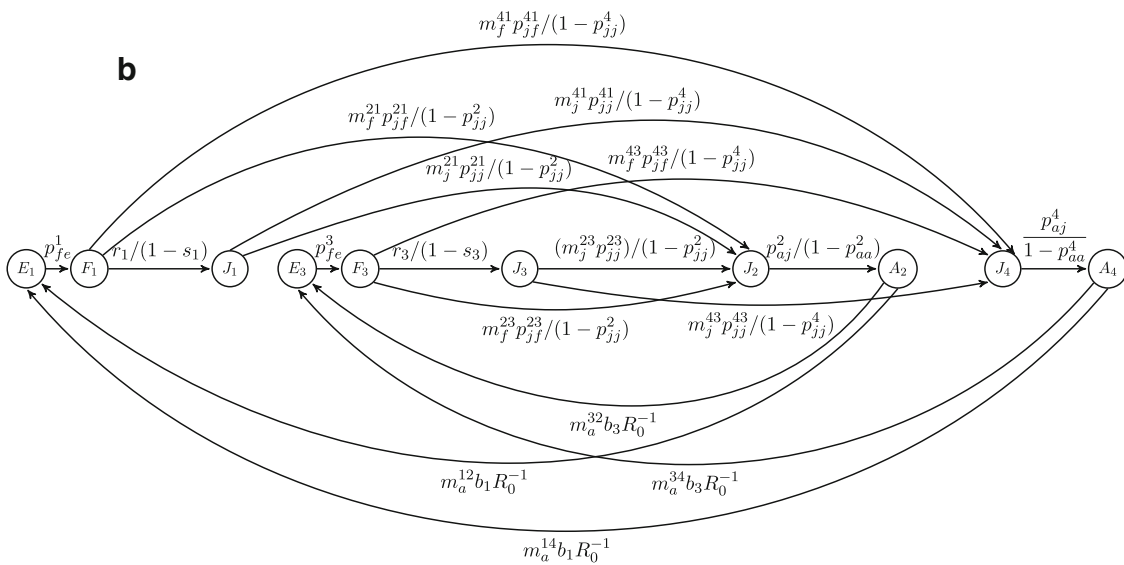 $m_f^{41} p_{jf}^{41}/(1-p_{jj}^4)$
b
$m_j^{41} p_{jj}^{41}/(1-p_{jj}^4)$
$m_f^{21} p_{jf}^{21}/(1-p_{jj}^2)$
$m_f^{43} p_{jf}^{43}/(1-p_{jj}^4)$
$m_j^{21} p_{jj}^{21}/(1-p_{jj}^2)$
$E_1$ $p_{fe}^1$ $F_1$ $r_1/(1-s_1)$ $J_1$ $E_3$ $p_{fe}^3$ $F_3$ $r_3/(1-s_3)$ $J_3$ $(m_j^{23} p_{jj}^{23})/(1-p_{jj}^2)$ $J_2$ $p_{aj}^2/(1-p_{aa}^2)$ $A_2$ $J_4$ $\frac{p_{aj}^4}{1-p_{aa}^4}$ $A_4$
$m_f^{23} p_{jf}^{23}/(1-p_{jj}^2)$ $m_j^{43} p_{jj}^{43}/(1-p_{jj}^4)$
$m_a^{32} b_3 R_0^{-1}$
$m_a^{12} b_1 R_0^{-1}$ $m_a^{34} b_3 R_0^{-1}$
$m_a^{14} b_1 R_0^{-1}$